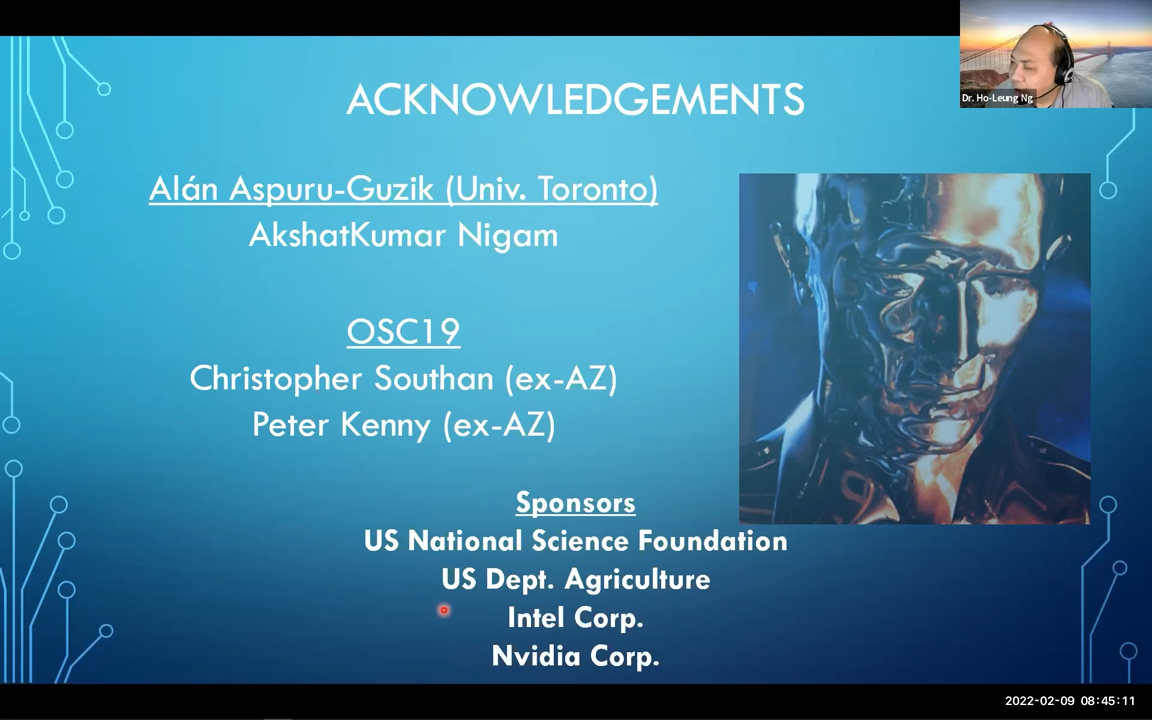 ACKNOWLEDGEMENTS
Dr. Ho-Leung Ng
Alán Aspuru-Guzik (Univ. Toronto)
AkshatKumar Nigam
OSC19
Christopher Southan (ex-AZ)
Peter Kenny (ex-AZ)
Sponsors
US National Science Foundation
US Dept. Agriculture
Intel Corp.
Nvidia Corp.
2022-02-09 08:45:11